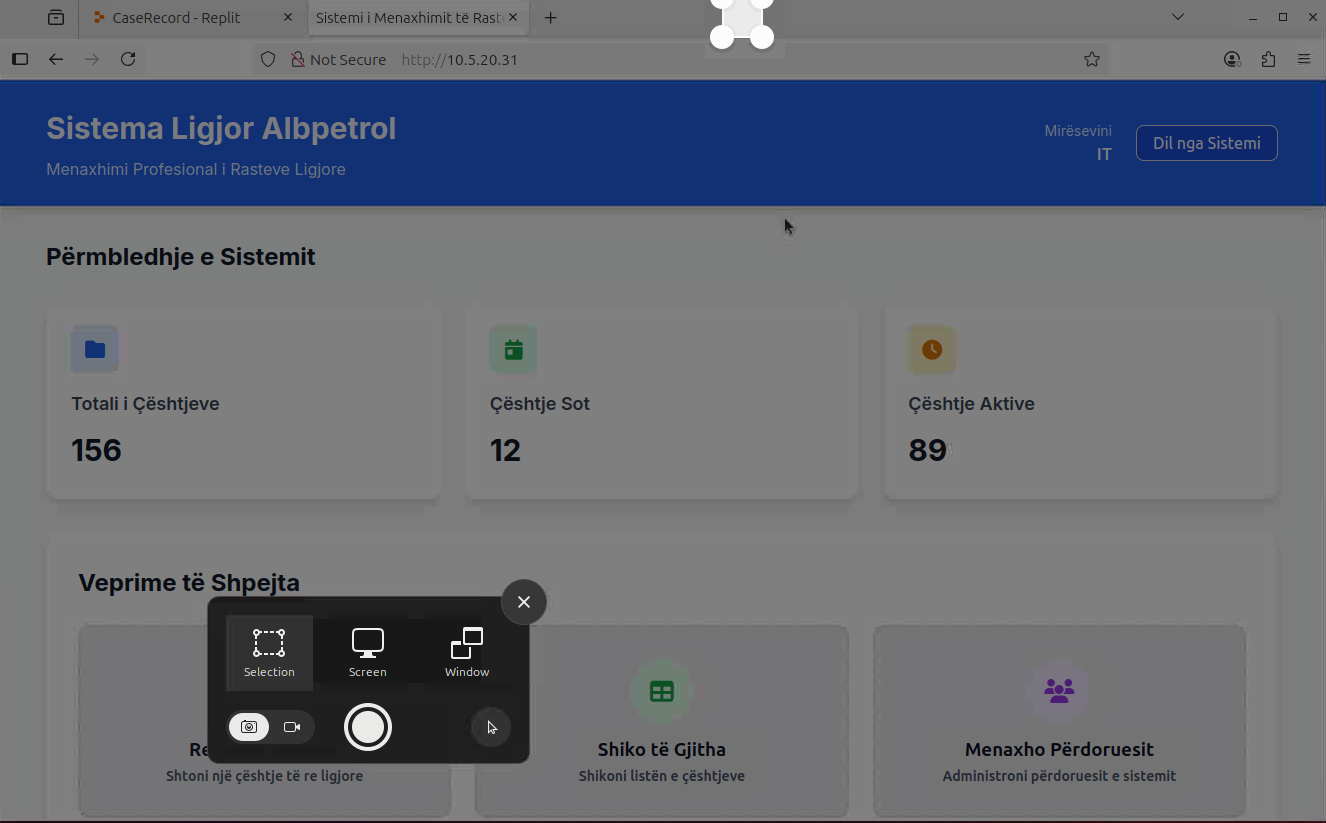 CaseRecord - Replit
Sistemi i Menaxhimit të Rast
Not Secure http://10.5.20.31
Sistema Ligjor Albpetrol
Menaxhimi Profesional i Rasteve Ligjore
Mirësevini
IT
Dil nga Sistemi
Përmbledhje e Sistemit
Totali i Çështjeve
156
Çështje Sot
12
Çështje Aktive
89
Veprime të Shpejta
Selection
Screen
Window
Re
Shtoni një çështje të re ligjore
Shiko të Gjitha
Shikoni listën e çështjeve
Menaxho Përdoruesit
Administroni përdoruesit e sistemit